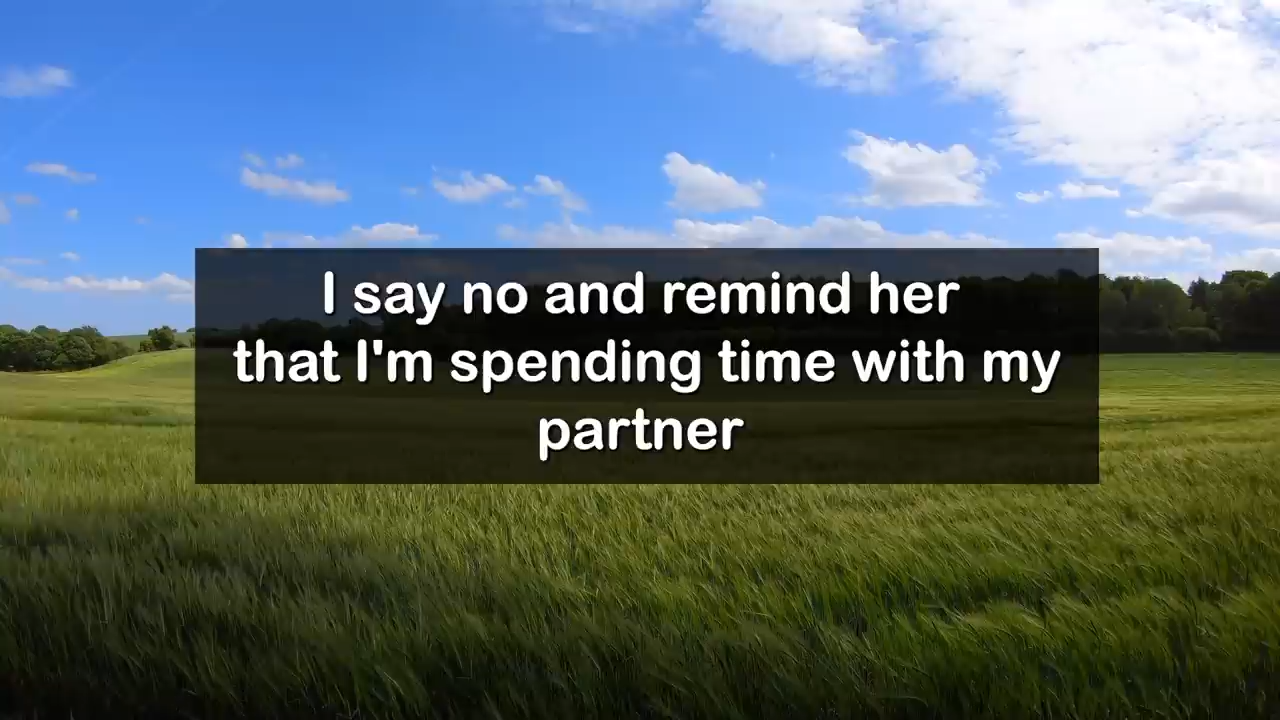 I say no and remind her
that I'm spending time with my
partner